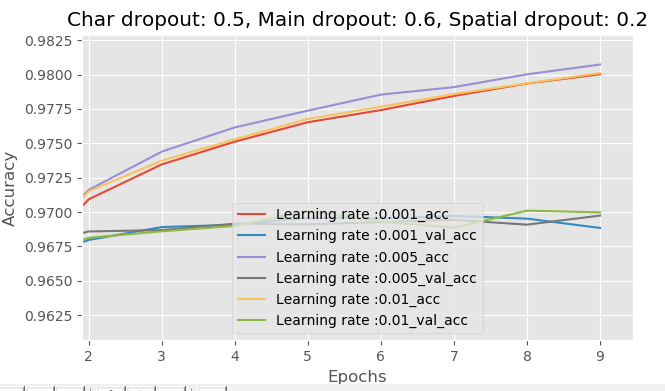 Char dropout: 0.5, Main dropout: 0.6, Spatial dropout: 0.2
0.9825
0.9800
0.9775
0.9750
0.9725
0.9700
0.9675
0.9650
0.9625
Accuracy
Learning rate :0.001_acc
Learning rate :0.001_val_acc
Learning rate :0.005_acc
Learning rate :0.005_val_acc
Learning rate :0.01_acc
Learning rate :0.01_val_acc
2 3 4 5 6 7 8 9
Epochs